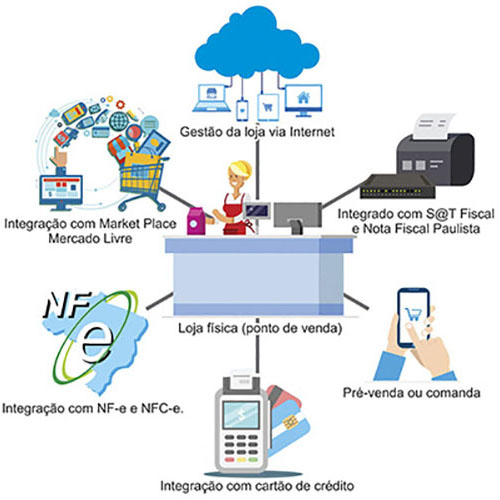 Gestão da loja via Internet
Integração com Market Place
Mercado Livre
Integrado com S@T Fiscal
e Nota Fiscal Paulista
Loja física (ponto de venda)
NF
e
Integração com NF-e e NFC-e.
Pré-venda ou comanda
Integração com cartão de crédito